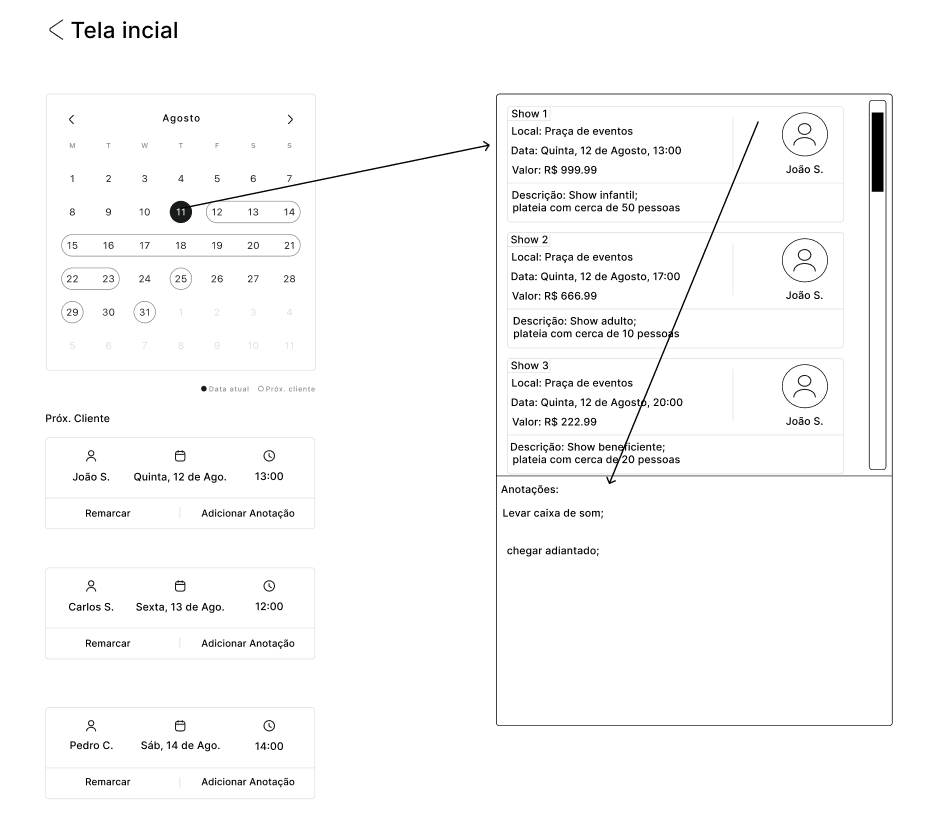 Tela incial
Agosto
M T W T F S S
1 2 3 4 5 6 7
8 9 10 11 12 13 14
15 16 17 18 19 20 21
22 23 24 25 26 27 28
29 30 31 1 2 3 4
5 6 7 8 9 10 11
Data atual Próx. cliente
Próx. Cliente
João S. Quinta, 12 de Ago. 13:00
Remarcar Adicionar Anotação
Carlos S. Sexta, 13 de Ago. 12:00
Remarcar Adicionar Anotação
Pedro C. Sáb, 14 de Ago. 14:00
Remarcar Adicionar Anotação
Show 1
Local: Praça de eventos
Data: Quinta, 12 de Agosto, 13:00
Valor: R$ 999.99
João S.
Descrição: Show infantil;
plateia com cerca de 50 pessoas
Show 2
Local: Praça de eventos
Data: Quinta, 12 de Agosto, 17:00
Valor: R$ 666.99
João S.
Descrição: Show adulto;
plateia com cerca de 10 pessoas
Show 3
Local: Praça de eventos
Data: Quinta, 12 de Agosto, 20:00
Valor: R$ 222.99
João S.
Descrição: Show beneficiente;
plateia com cerca de 20 pessoas
Anotações:
Levar caixa de som;
chegar adiantado;